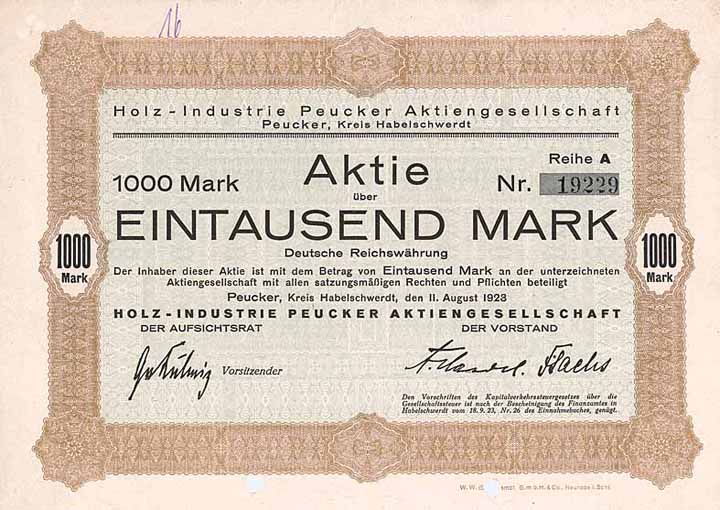 16
Holz-Industrie Peucker Aktiengesellschaft
Peucker, Kreis Habelschwerdt
Reihe A
1000 Mark Aktie Nr. 19229
über
EINTAUSEND MARK
Deutsche Reichswährung
1000 Mark
1000 Mark
Der Inhaber dieser Aktie ist mit dem Betrag von Eintausend Mark an der unterzeichneten
Aktiengesellschaft mit allen satzungsmäßigen Rechten und Pflichten beteiligt
Peucker, Kreis Habelschwerdt, den 11. August 1923
HOLZ-INDUSTRIE PEUCKER AKTIENGESELLSCHAFT
DER AUFSICHTSRAT DER VORSTAND
Vorsitzender
Den Vorschriften des Kapitalverkehrssteuergesetzes über die
Gesellschaftssteuer ist nach der Bescheinigung des Finanzamtes in
Habelschwerdt vom 18.9.23, Nr. 26 des Einnahmebuches, genügt.
W. W. G.m.b.H. & Co., Neurode i. Schl.